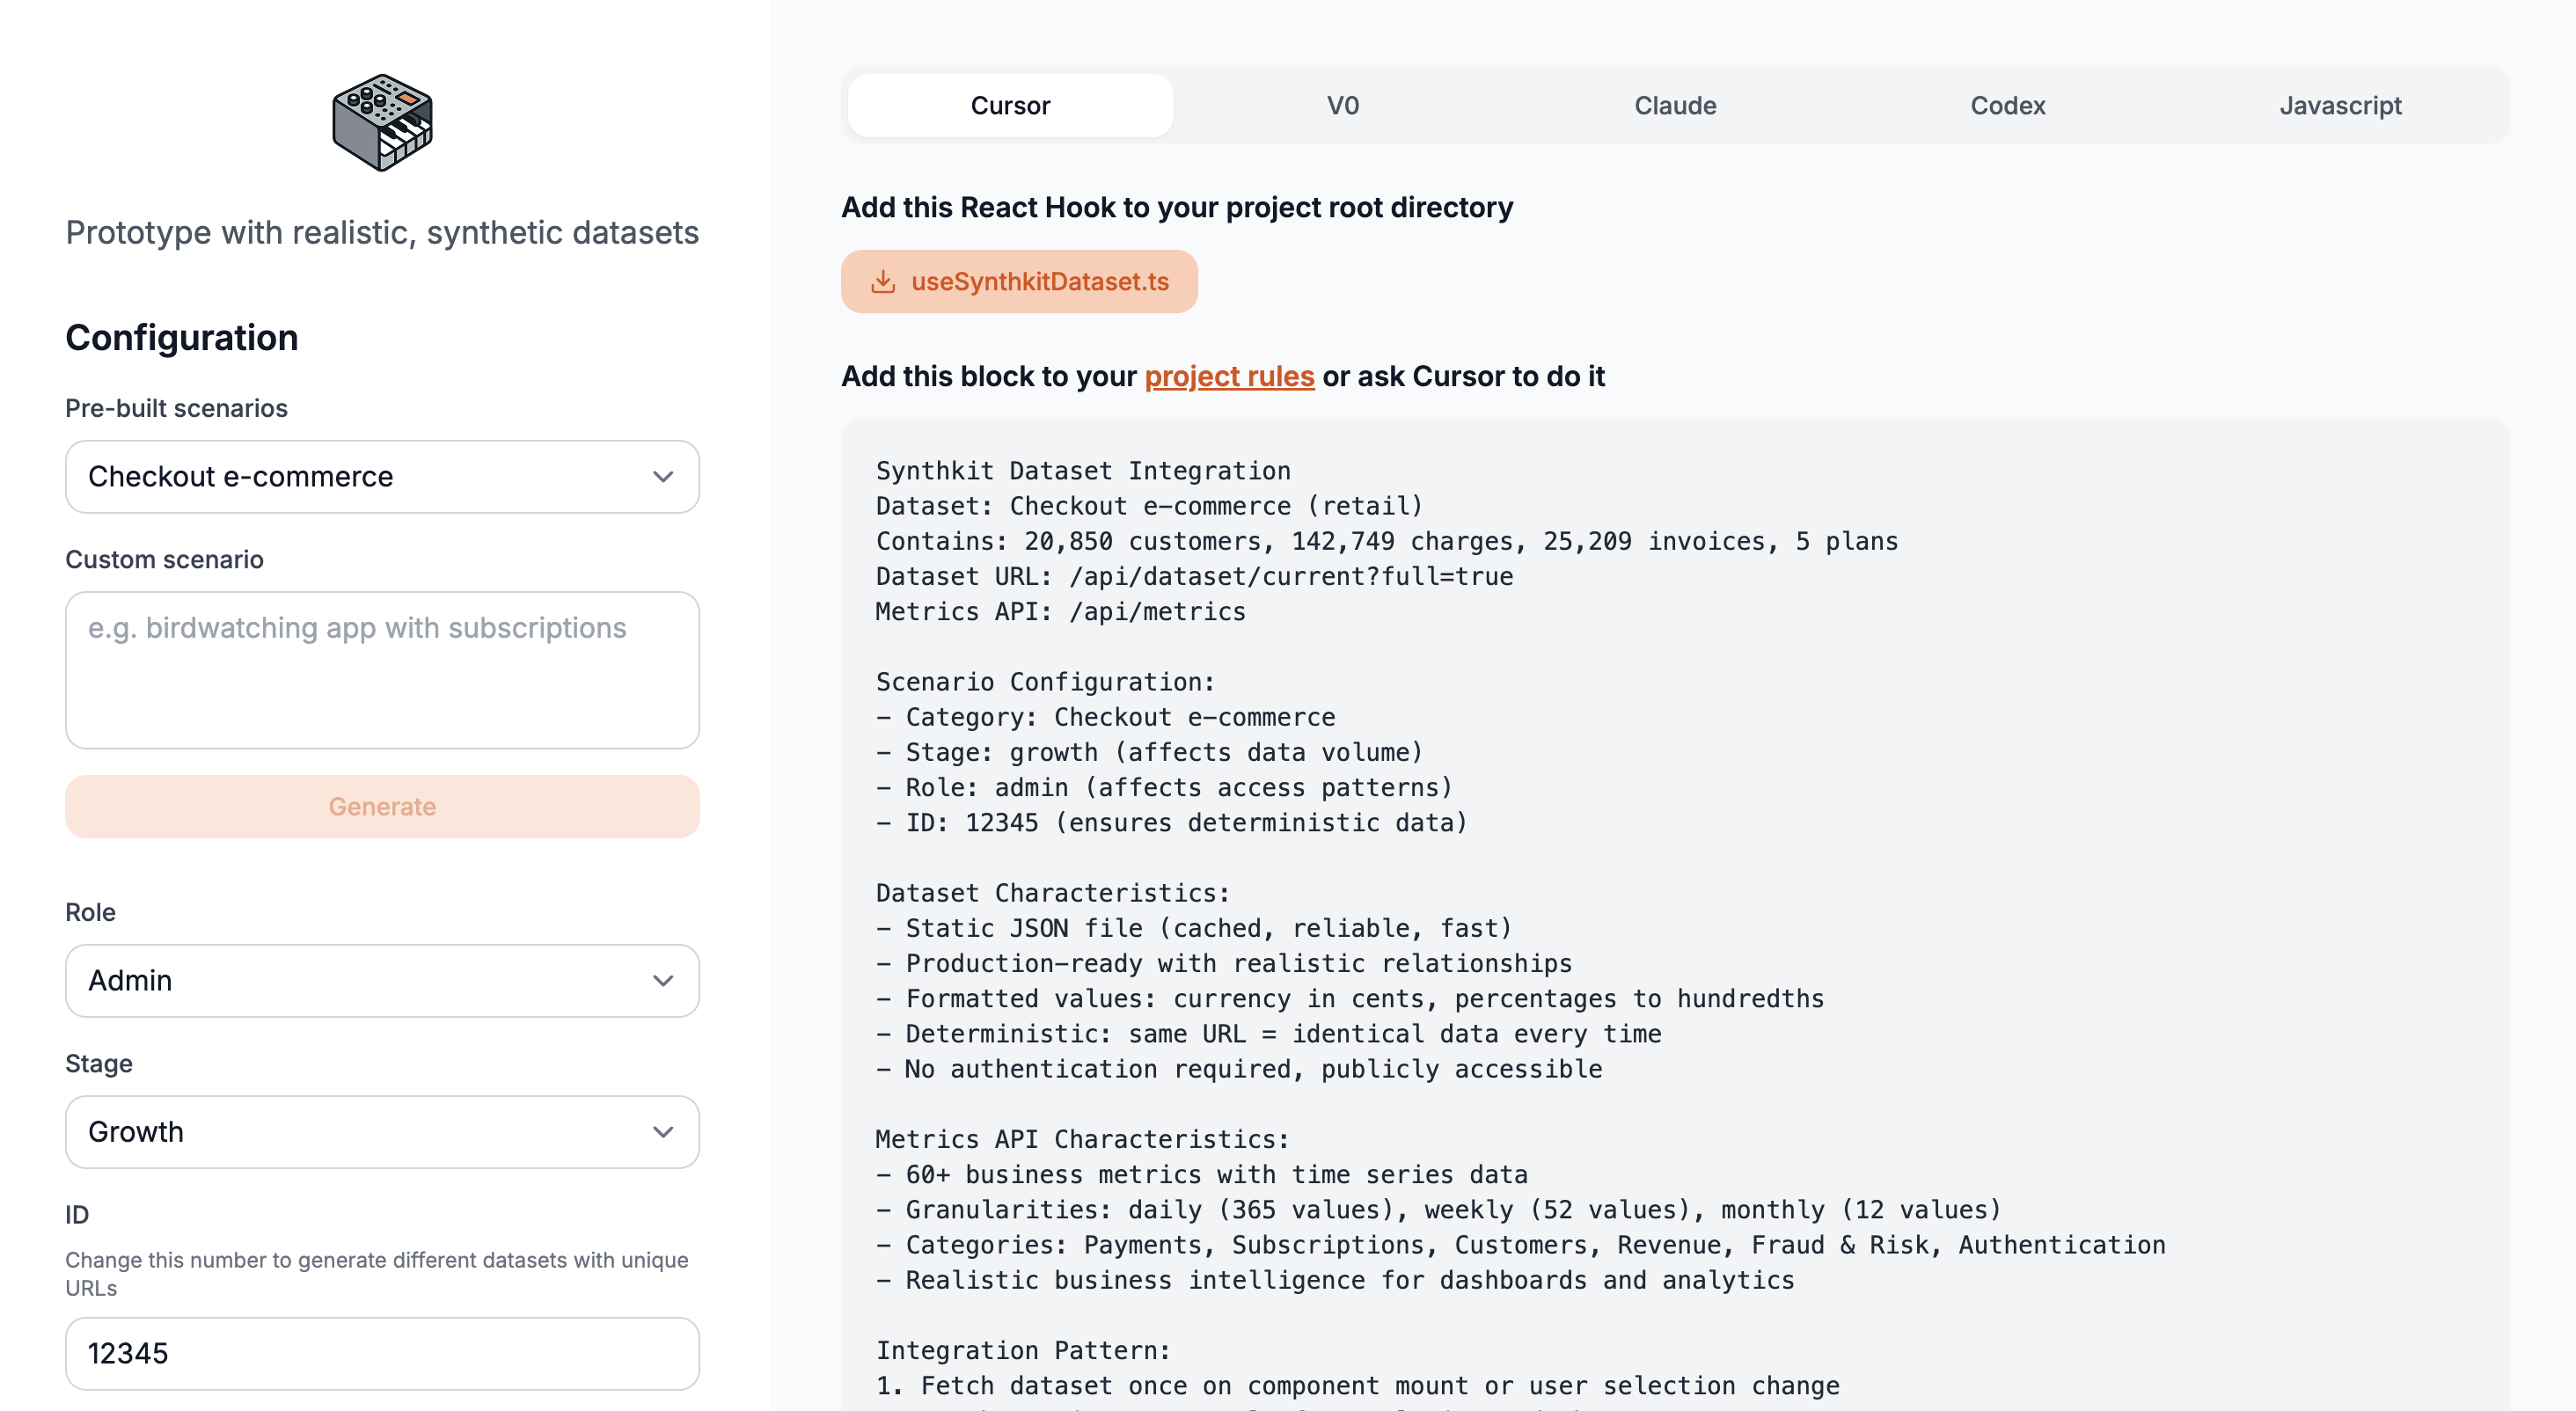 Prototype with realistic, synthetic datasets
Configuration
Pre-built scenarios
Checkout e-commerce
Custom scenario
e.g. birdwatching app with subscriptions
Generate
Role
Admin
Stage
Growth
ID
Change this number to generate different datasets with unique
URLs
12345
Cursor
V0
Claude
Codex
Javascript
Add this React Hook to your project root directory
useSynthkitDataset.ts
Add this block to your project rules or ask Cursor to do it
Synthkit Dataset Integration
Dataset: Checkout e-commerce (retail)
Contains: 20,850 customers, 142,749 charges, 25,209 invoices, 5 plans
Dataset URL: /api/dataset/current?full=true
Metrics API: /api/metrics
Scenario Configuration:
- Category: Checkout e-commerce
- Stage: growth (affects data volume)
- Role: admin (affects access patterns)
- ID: 12345 (ensures deterministic data)
Dataset Characteristics:
- Static JSON file (cached, reliable, fast)
- Production-ready with realistic relationships
- Formatted values: currency in cents, percentages to hundredths
- Deterministic: same URL = identical data every time
- No authentication required, publicly accessible
Metrics API Characteristics:
- 60+ business metrics with time series data
- Granularities: daily (365 values), weekly (52 values), monthly (12 values)
- Categories: Payments, Subscriptions, Customers, Revenue, Fraud & Risk, Authentication
- Realistic business intelligence for dashboards and analytics
Integration Pattern:
1. Fetch dataset once on component mount or user selection change